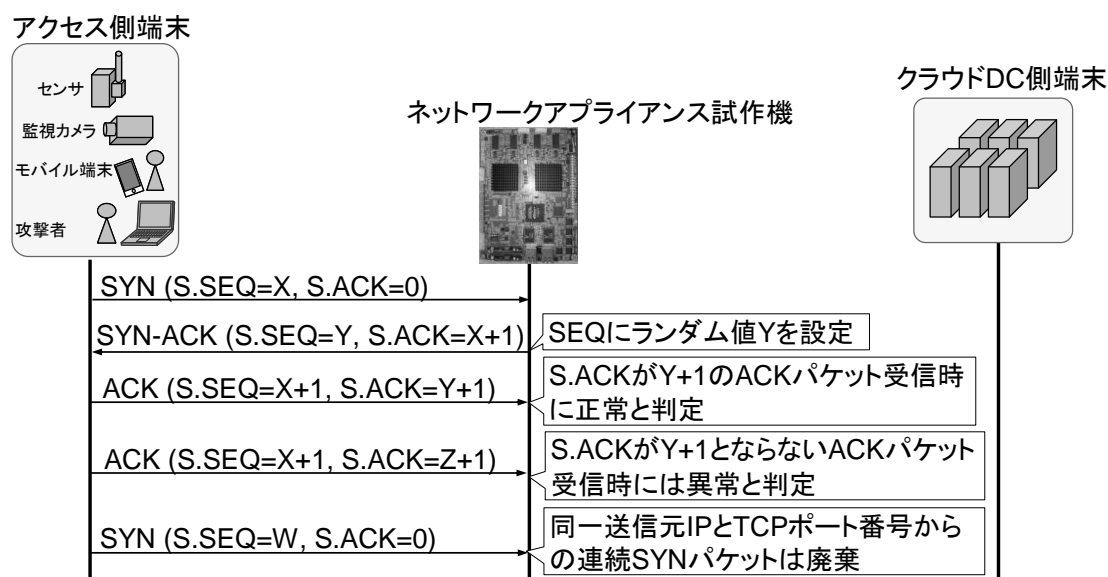 アクセス側端末
センサ
監視カメラ
モバイル端末
攻撃者
ネットワークアプライアンス試作機
クラウドDC側端末
SYN (S.SEQ=X, S.ACK=0)
SYN-ACK (S.SEQ=Y, S.ACK=X+1)
SEQにランダム値Yを設定
ACK (S.SEQ=X+1, S.ACK=Y+1)
S.ACKがY+1のACKパケット受信時
に正常と判定
ACK (S.SEQ=X+1, S.ACK=Z+1)
S.ACKがY+1とならないACKパケット
受信時には異常と判定
SYN (S.SEQ=W, S.ACK=0)
同一送信元IPとTCPポート番号から
の連続SYNパケットは廃棄